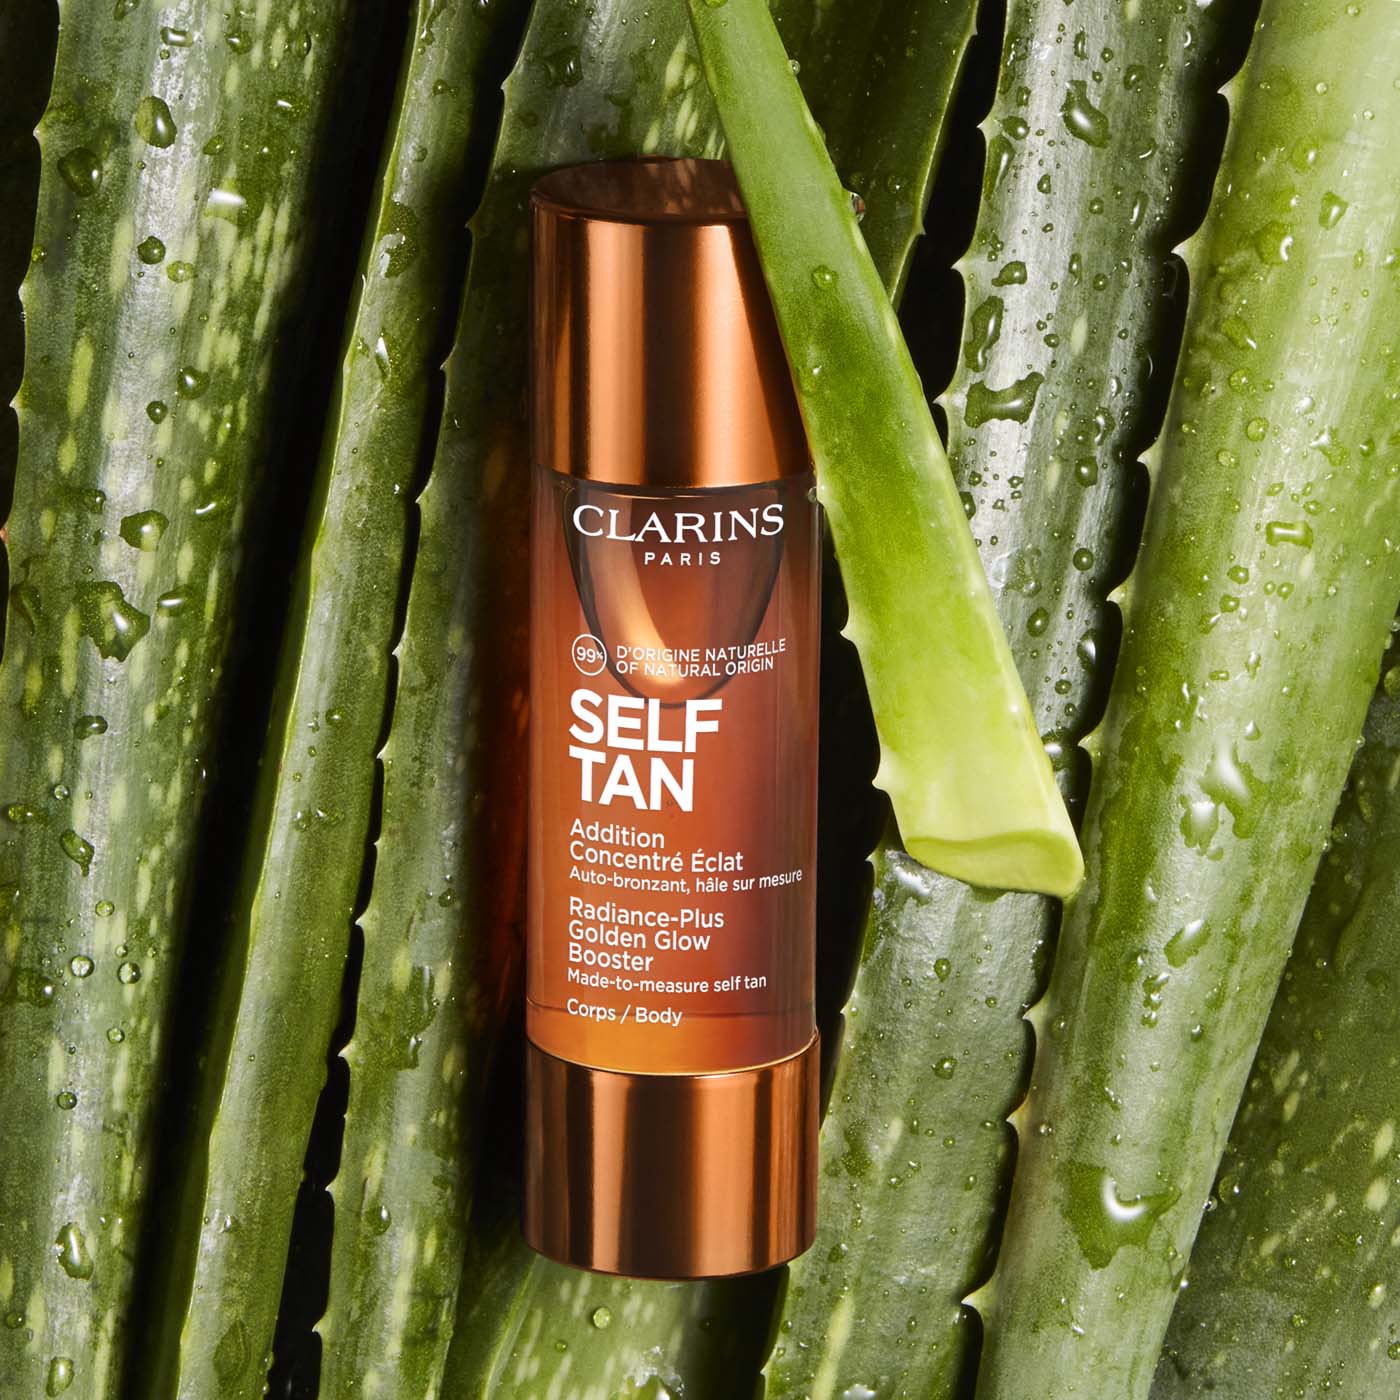 CLARINS
PARIS
99%
D'ORIGINE NATURELLE
OF NATURAL ORIGIN
SELF
TAN
Addition
Concentré Éclat
Auto-bronzant, hâle sur mesure
Radiance-Plus
Golden Glow
Booster
Made-to-measure self tan
Corps / Body